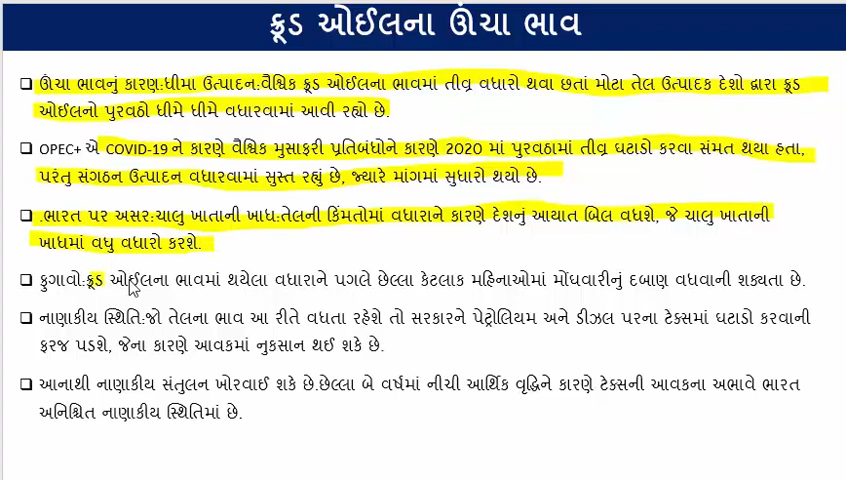 ક્રૂડ ઓઈલના ઊંચા ભાવ
ઊંચા ભાવનું કારણ:ધીમા ઉત્પાદન:વૈશ્વિક ક્રૂડ ઓઈલના ભાવમાં તીવ્ર વધારો થવા છતાં મોટા તેલ ઉત્પાદક દેશો દ્વારા ક્રૂડ
ઓઈલનો પુરવઠો ધીમે ધીમે વધારવામાં આવી રહ્યો છે.
OPEC+ એ COVID-19 ને કારણે વૈશ્વિક મુસાફરી પ્રતિબંધોને કારણે 2020 માં પુરવઠામાં તીવ્ર ઘટાડો કરવા સંમત થયા હતા,
પરંતુ સંગઠન ઉત્પાદન વધારવામાં સુસ્ત રહ્યું છે, જ્યારે માંગમાં સુધારો થયો છે.
.ભારત પર અસર:ચાલુ ખાતાની ખાધ:તેલની કિંમતોમાં વધારાને કારણે દેશનું આયાત બિલ વધશે, જે ચાલુ ખાતાની
ખાધમાં વધુ વધારો કરશે.
ફુગાવો:ક્રૂડ ઓઈલના ભાવમાં થયેલા વધારાને પગલે છેલ્લા કેટલાક મહિનાઓમાં મોંઘવારીનું દબાણ વધવાની શક્યતા છે.
નાણાકીય સ્થિતિ:જો તેલના ભાવ આ રીતે વધતા રહેશે તો સરકારને પેટ્રોલિયમ અને ડીઝલ પરના ટેક્સમાં ઘટાડો કરવાની
ફરજ પડશે, જેના કારણે આવકમાં નુકસાન થઈ શકે છે.
આનાથી નાણાકીય સંતુલન ખોરવાઈ શકે છે.છેલ્લા બે વર્ષમાં નીચી આર્થિક વૃદ્ધિને કારણે ટેક્સની આવકના અભાવે ભારત
અનિશ્ચિત નાણાકીય સ્થિતિમાં છે.